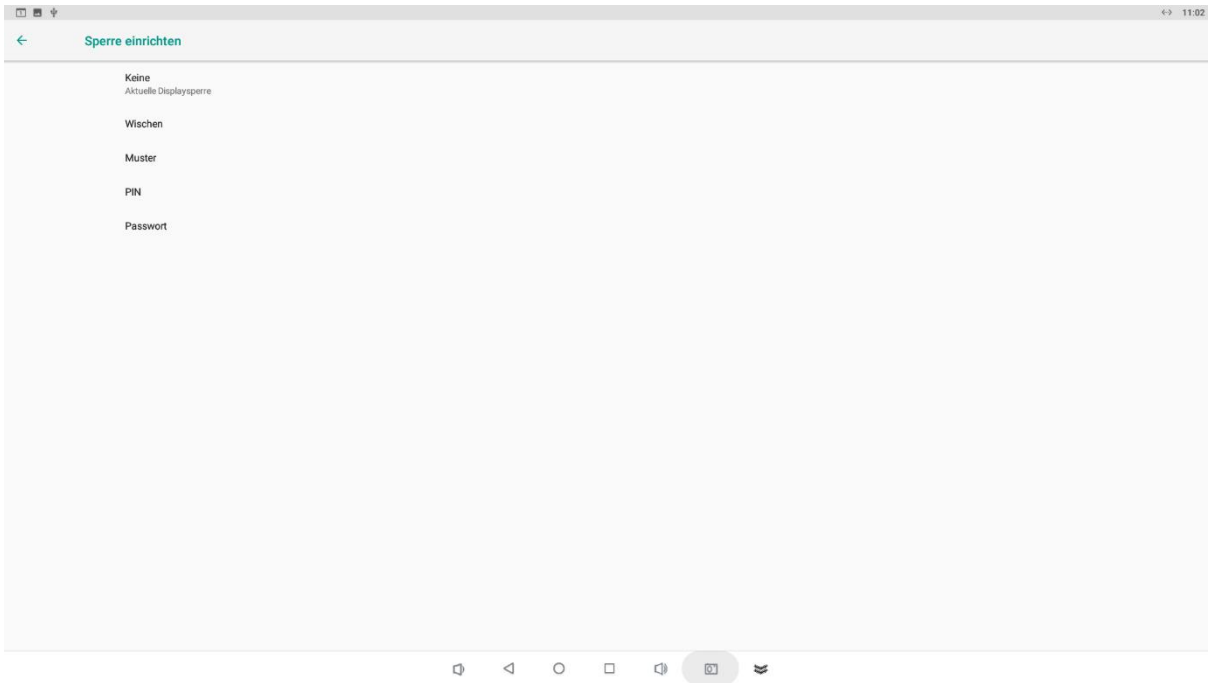 11:02
Sperre einrichten
Keine
Aktuelle Displaysperre
Wischen
Muster
PIN
Passwort